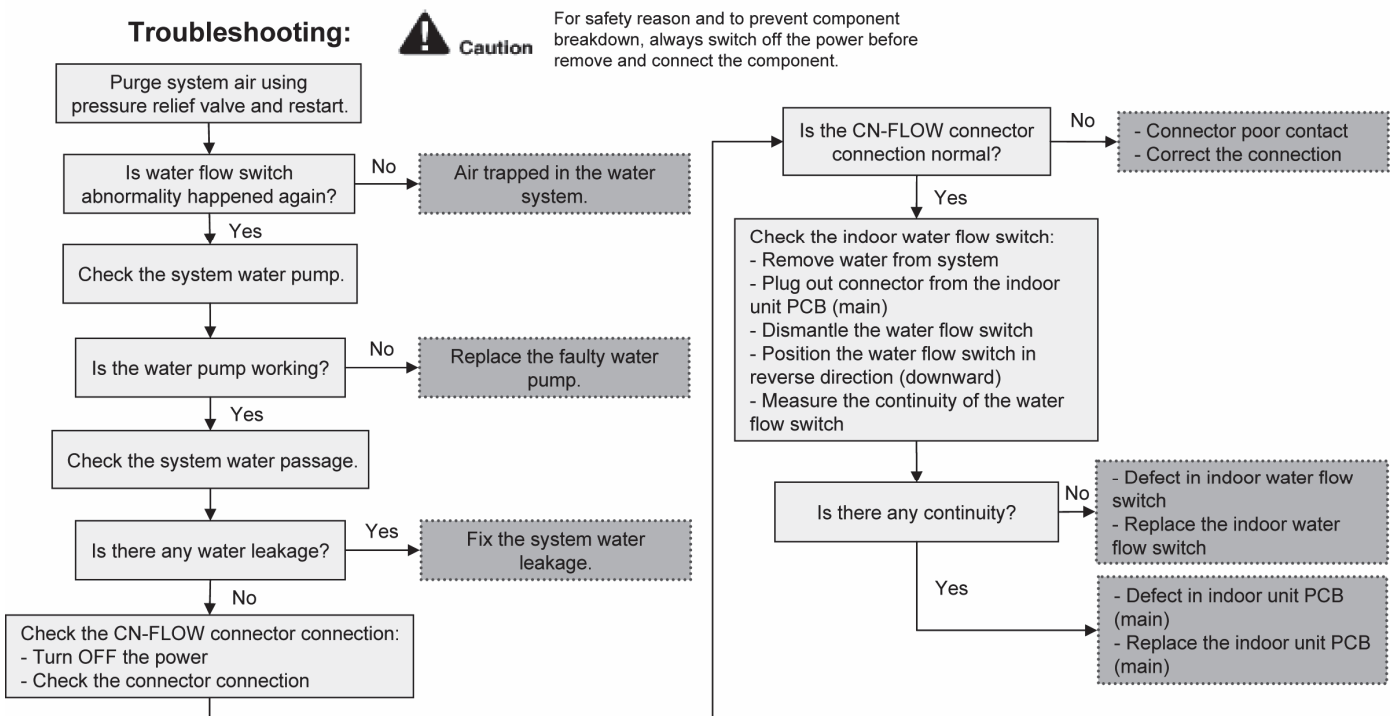 Troubleshooting:
Caution
For safety reason and to prevent component
breakdown, always switch off the power before
remove and connect the component.
Purge system air using
pressure relief valve and restart.
Is water flow switch
abnormality happened again?
No
Air trapped in the water
system.
Yes
Check the system water pump.
Is the water pump working?
No
Replace the faulty water
pump.
Yes
Check the system water passage.
Is there any water leakage?
Yes
Fix the system water
leakage.
No
Check the CN-FLOW connector connection:
- Turn OFF the power
- Check the connector connection
Is the CN-FLOW connector
connection normal?
No
- Connector poor contact
- Correct the connection
Yes
Check the indoor water flow switch:
- Remove water from system
- Plug out connector from the indoor
unit PCB (main)
- Dismantle the water flow switch
- Position the water flow switch in
reverse direction (downward)
- Measure the continuity of the water
flow switch
Is there any continuity?
No
- Defect in indoor water flow
switch
- Replace the indoor water
flow switch
Yes
- Defect in indoor unit PCB
(main)
- Replace the indoor unit PCB
(main)